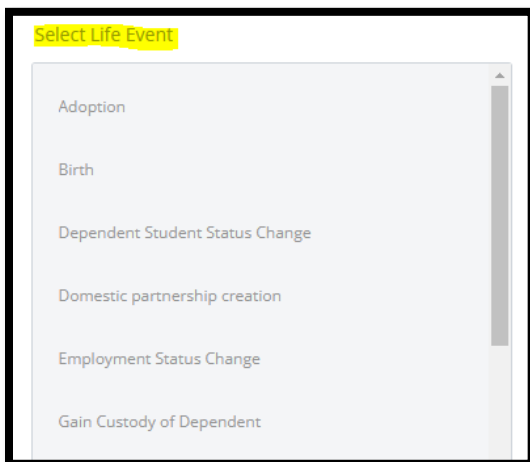 Select Life Event
Adoption
Birth
Dependent Student Status Change
Domestic partnership creation
Employment Status Change
Gain Custody of Dependent